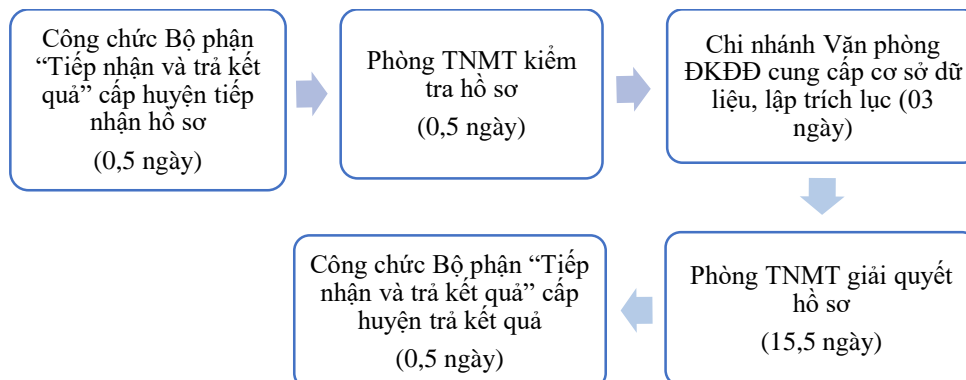 Công chức Bộ phận
“Tiếp nhận và trả kết
quả” cấp huyện tiếp
nhận hồ sơ
(0,5 ngày)
Phòng TNMT kiểm
tra hồ sơ
(0,5 ngày)
Chi nhánh Văn phòng
ĐKĐĐ cung cấp cơ sở dữ
liệu, lập trích lục (03
ngày)
Phòng TNMT giải quyết
hồ sơ
(15,5 ngày)
Công chức Bộ phận “Tiếp
nhận và trả kết quả” cấp
huyện trả kết quả
(0,5 ngày)